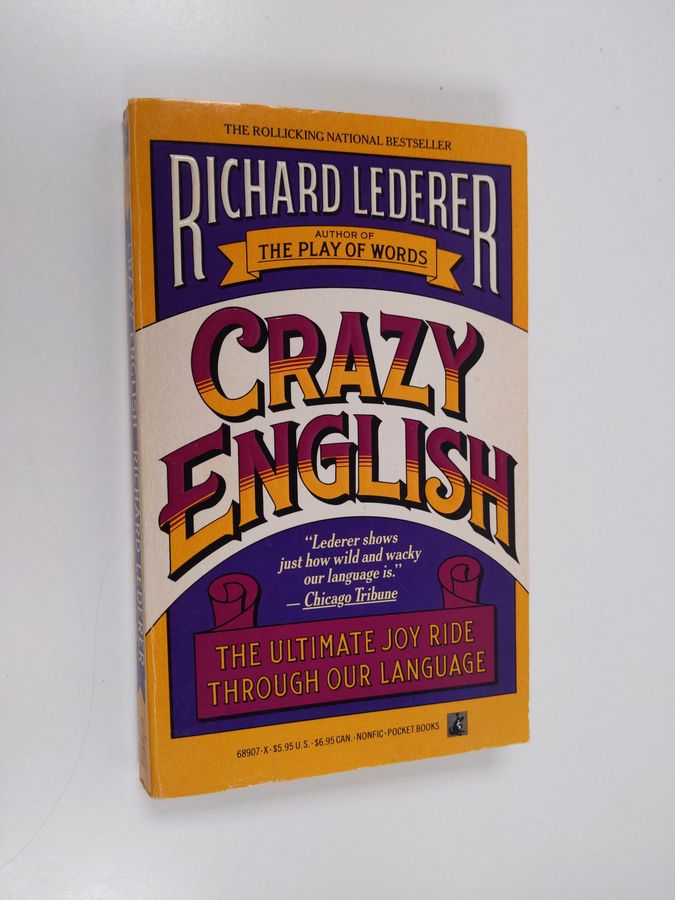 THE ROLLICKING NATIONAL BESTSELLER
RICHARD LEDERER
AUTHOR OF
THE PLAY OF WORDS
CRAZY
ENGLISH
“Lederer shows
just how wild and wacky
our language is.”
— Chicago Tribune
THE ULTIMATE JOY RIDE
THROUGH OUR LANGUAGE
68907-X · $5.95 U.S. · $6.95 CAN. · NONFIC · POCKET BOOKS
CRAZY ENGLISH RICHARD LEDERER